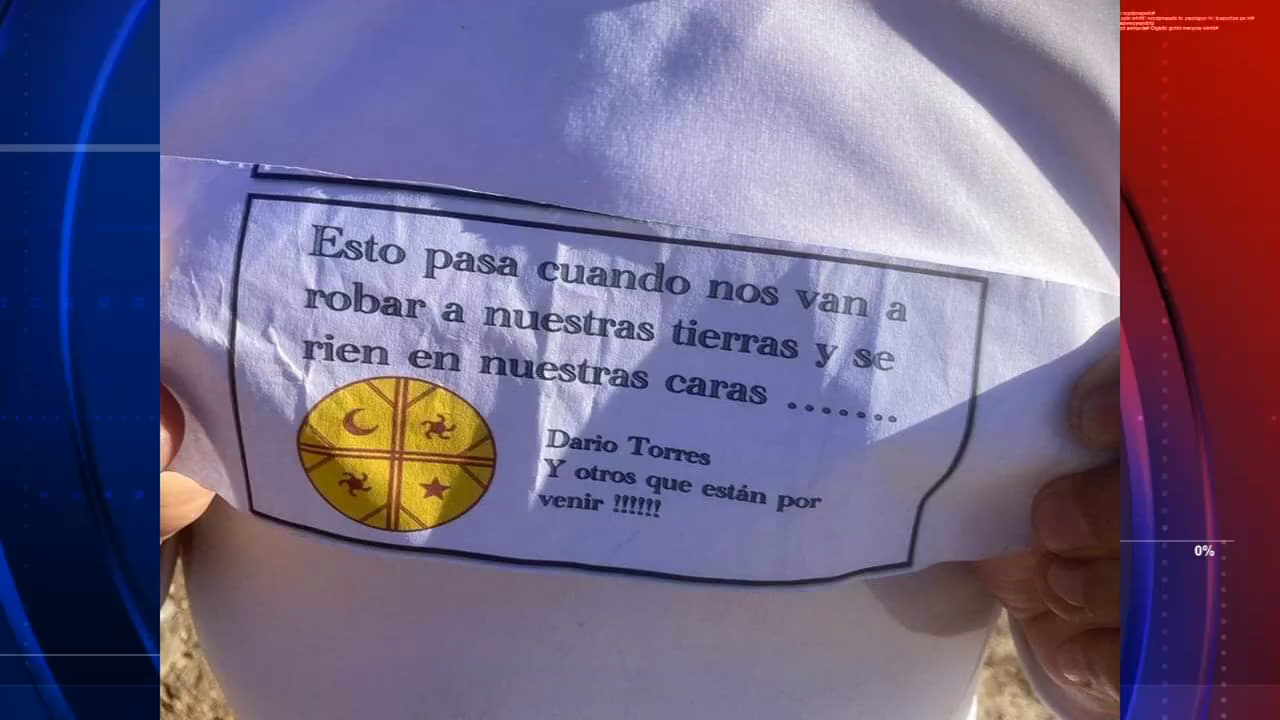 Esto pasa cuando nos van a
robar a nuestras tierras y se
rien en nuestras caras .......
Dario Torres
Y otros que están por
venir !!!!!!
0%